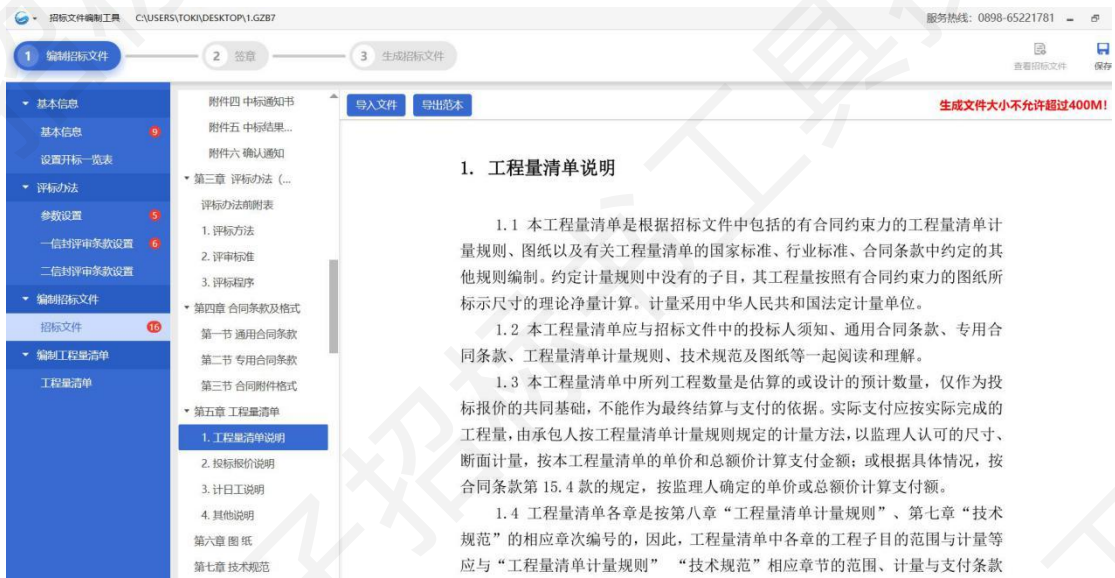 招标文件编制工具 C:\USERS\TOKI\DESKTOP\1.GZB7
服务热线：0898-65221781
1 编制招标文件
2 签章
3 生成招标文件
查看招标文件
保存
基本信息
基本信息 9
设置开标一览表
评标办法
参数设置 5
一信封评审条款设置 6
二信封评审条款设置
编制招标文件
招标文件 16
编制工程量清单
工程量清单
附件四 中标通知书
附件五 中标结果...
附件六 确认通知
第三章 评标办法（...
评标办法前附表
1. 评标方法
2. 评审标准
3. 评标程序
第四章 合同条款及格式
第一节 通用合同条款
第二节 专用合同条款
第三节 合同附件格式
第五章 工程量清单
1. 工程量清单说明
2. 投标报价说明
3. 计日工说明
4. 其他说明
第六章 图 纸
第七章 技术规范
导入文件
导出范本
生成文件大小不允许超过400M！
1. 工程量清单说明
1.1 本工程量清单是根据招标文件中包括的有合同约束力的工程量清单计
量规则、图纸以及有关工程量清单的国家标准、行业标准、合同条款中约定的其
他规则编制。约定计量规则中没有的子目，其工程量按照有合同约束力的图纸所
标示尺寸的理论净量计算。计量采用中华人民共和国法定计量单位。
1.2 本工程量清单应与招标文件中的投标人须知、通用合同条款、专用合
同条款、工程量清单计量规则、技术规范及图纸等一起阅读和理解。
1.3 本工程量清单中所列工程数量是估算的或设计的预计数量，仅作为投
标报价的共同基础，不能作为最终结算与支付的依据。实际支付应按实际完成的
工程量，由承包人按工程量清单计量规则规定的计量方法，以监理人认可的尺寸、
断面计量，按本工程量清单的单价和总额价计算支付金额；或根据具体情况，按
合同条款第 15.4 款的规定，按监理人确定的单价或总额价计算支付额。
1.4 工程量清单各章是按第八章“工程量清单计量规则”、第七章“技术
规范”的相应章次编号的，因此，工程量清单中各章的工程子目的范围与计量等
应与“工程量清单计量规则” “技术规范”相应章节的范围、计量与支付条款